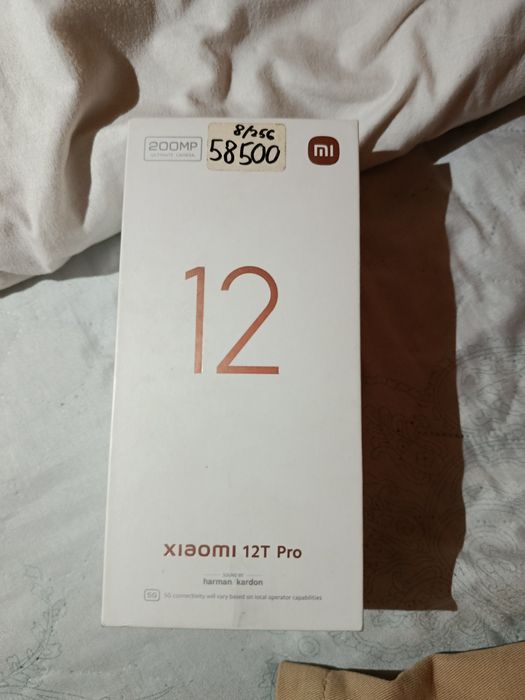 8/256
58500
200MP
ULTIMATE CAMERA
mi
12
xiaomi 12T Pro
SOUND BY
harman kardon
5G 5G connectivity will vary based on local operator capabilities